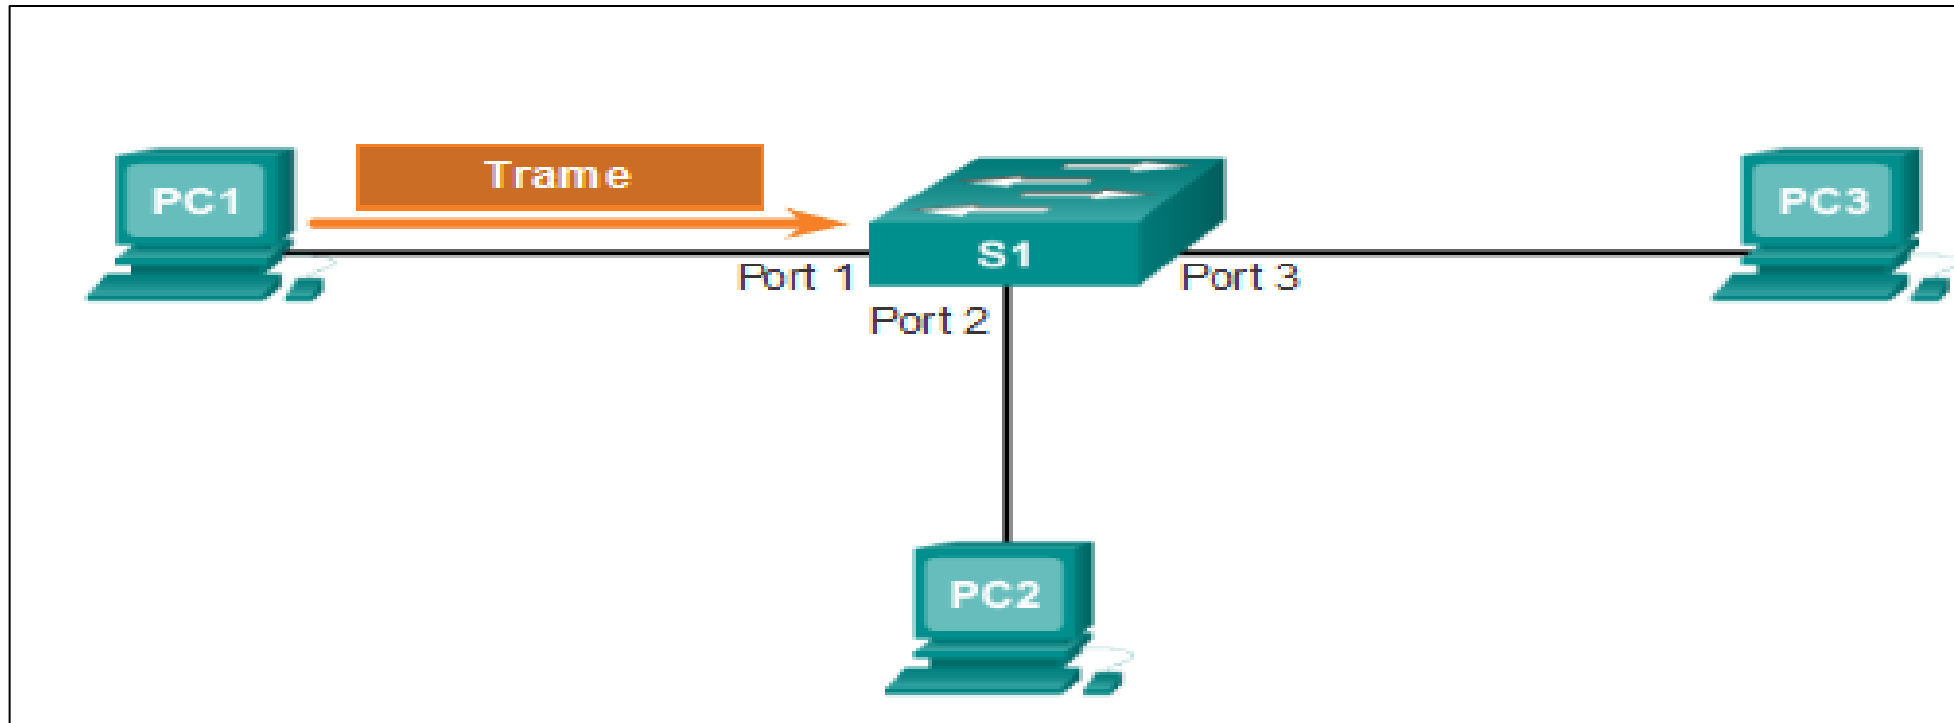 PC1
Trame
S1
PC3
Port 1
Port 3
Port 2
PC2